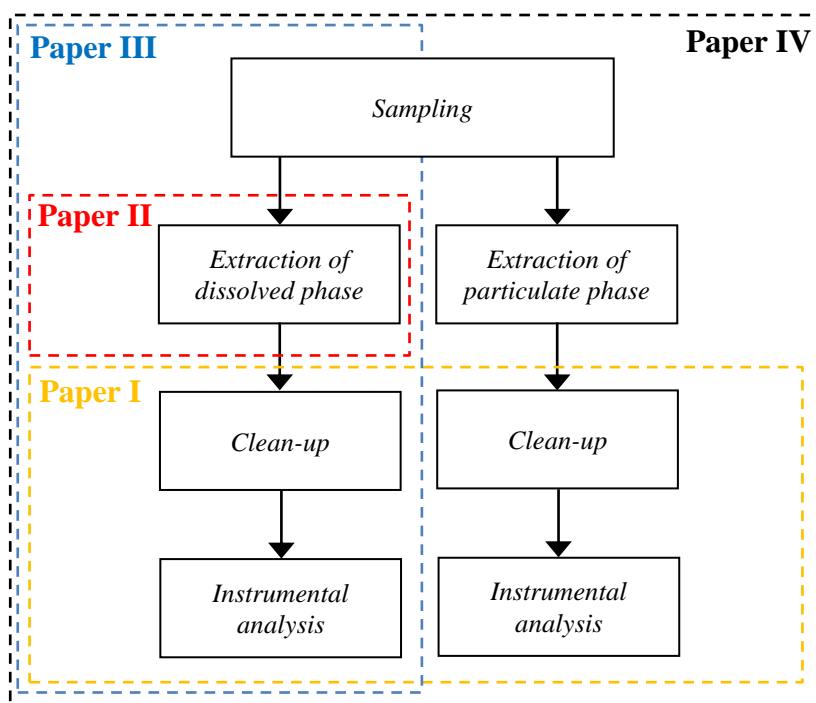 Paper III
Paper IV
Sampling
Paper II
Extraction of
dissolved phase
Extraction of
particulate phase
Paper I
Clean-up
Clean-up
Instrumental
analysis
Instrumental
analysis